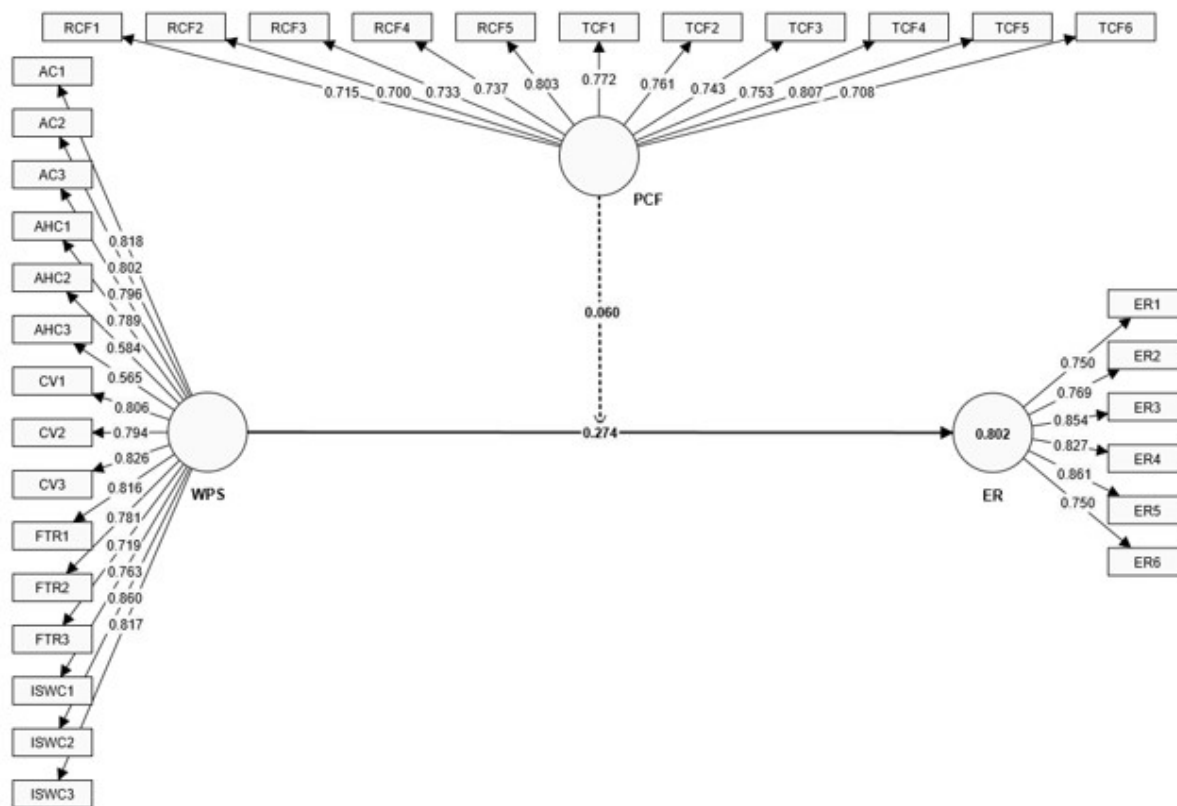 RCF1 RCF2 RCF3 RCF4 RCF5 TCF1 TCF2 TCF3 TCF4 TCF5 TCF6
0.715 0.700 0.733 0.737 0.803 0.772 0.761 0.743 0.753 0.807 0.708
PCF
AC1
AC2
AC3
AHC1
AHC2
AHC3
CV1
CV2
CV3
FTR1
FTR2
FTR3
ISWC1
ISWC2
ISWC3
0.818
0.802
0.796
0.789
0.584
0.565
0.806
0.794
0.826
0.816
0.781
0.719
0.763
0.860
0.817
WPS
0.060
0.274
0.802
ER
0.750
0.769
0.854
0.827
0.861
0.750
ER1
ER2
ER3
ER4
ER5
ER6